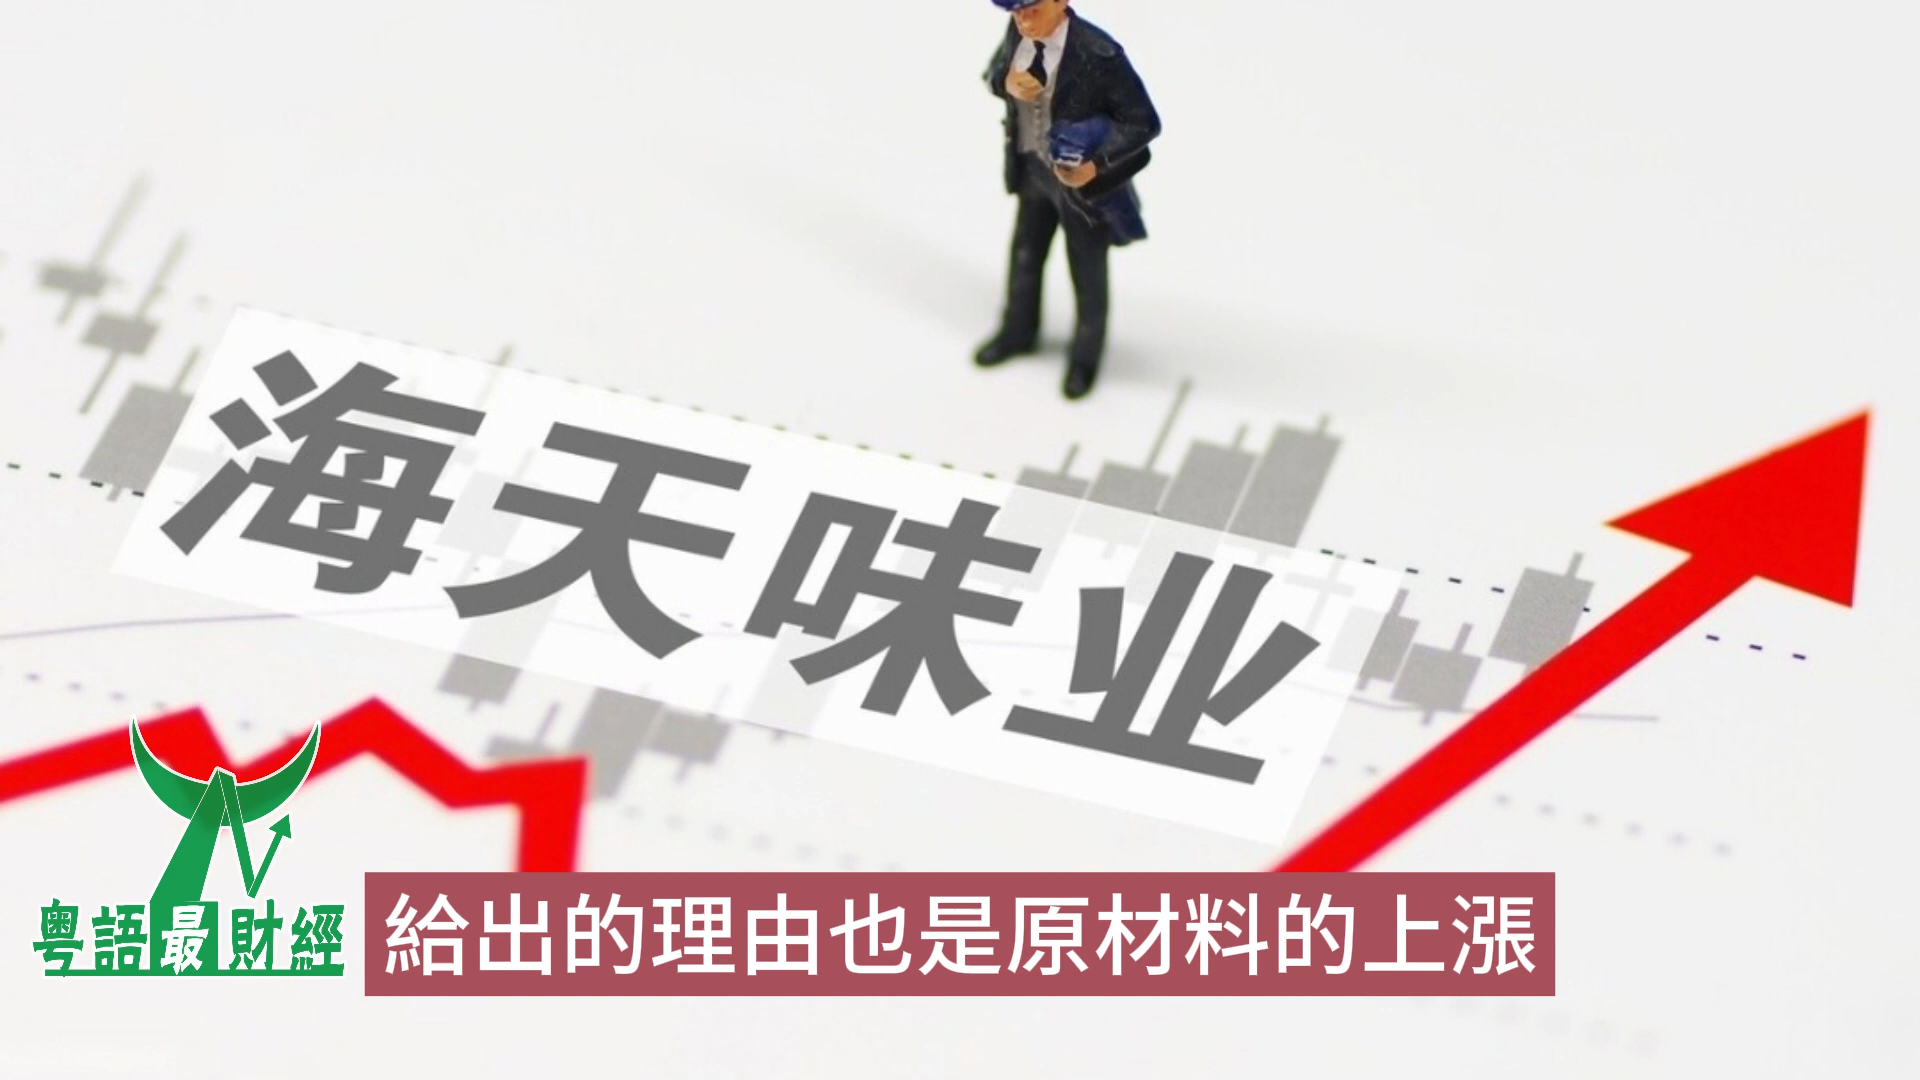 海天味业
粵語最財經
給出的理由也是原材料的上漲